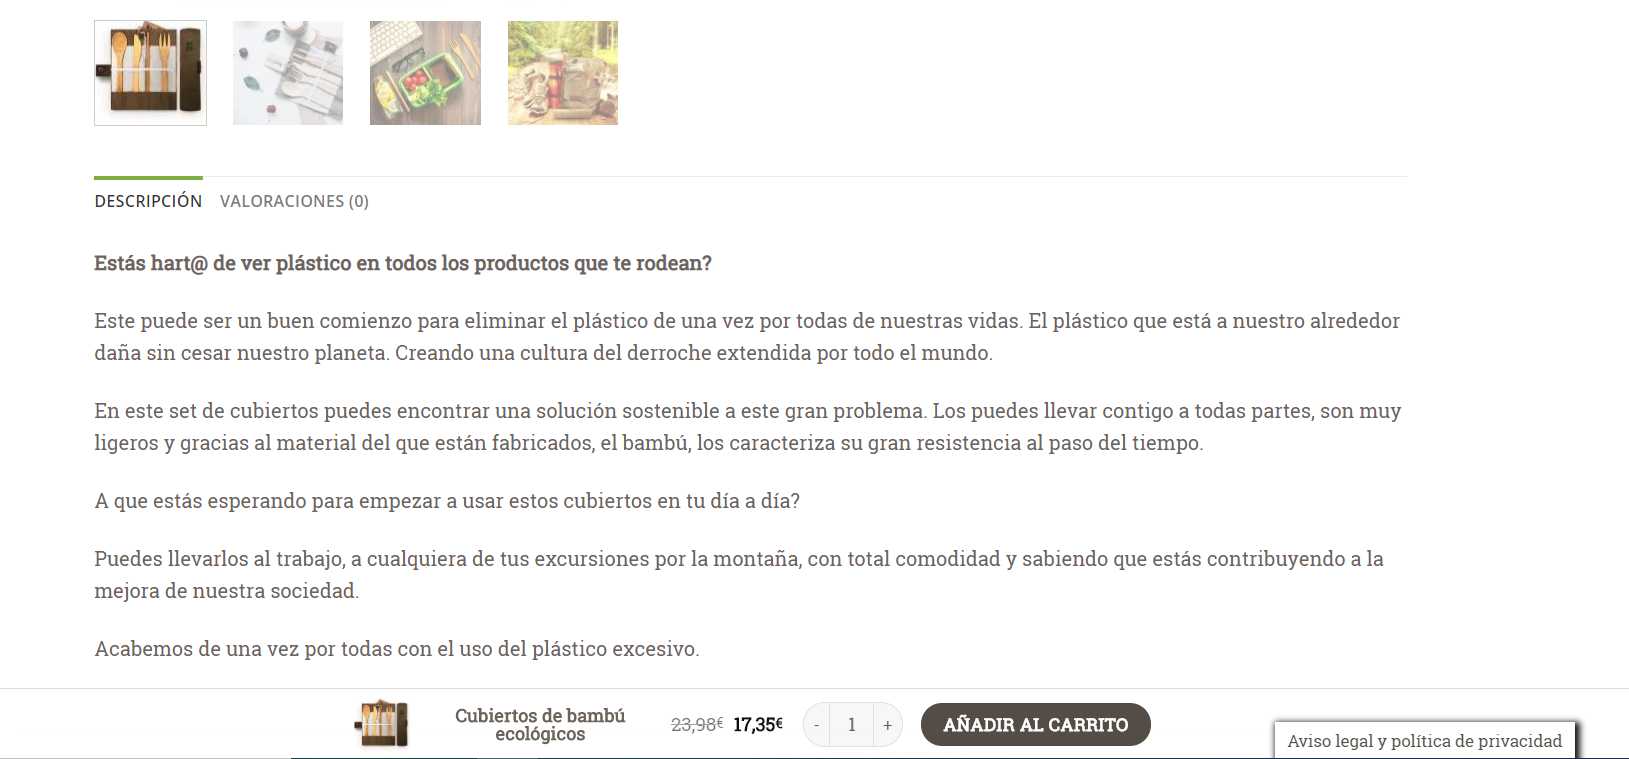 DESCRIPCIÓN VALORACIONES (0)
Estás hart@ de ver plástico en todos los productos que te rodean?
Este puede ser un buen comienzo para eliminar el plástico de una vez por todas de nuestras vidas. El plástico que está a nuestro alrededor
daña sin cesar nuestro planeta. Creando una cultura del derroche extendida por todo el mundo.
En este set de cubiertos puedes encontrar una solución sostenible a este gran problema. Los puedes llevar contigo a todas partes, son muy
ligeros y gracias al material del que están fabricados, el bambú, los caracteriza su gran resistencia al paso del tiempo.
A que estás esperando para empezar a usar estos cubiertos en tu día a día?
Puedes llevarlos al trabajo, a cualquiera de tus excursiones por la montaña, con total comodidad y sabiendo que estás contribuyendo a la
mejora de nuestra sociedad.
Acabemos de una vez por todas con el uso del plástico excesivo.
Cubiertos de bambú
ecológicos
23,98€ 17,35€
- 1 +
AÑADIR AL CARRITO
Aviso legal y política de privacidad